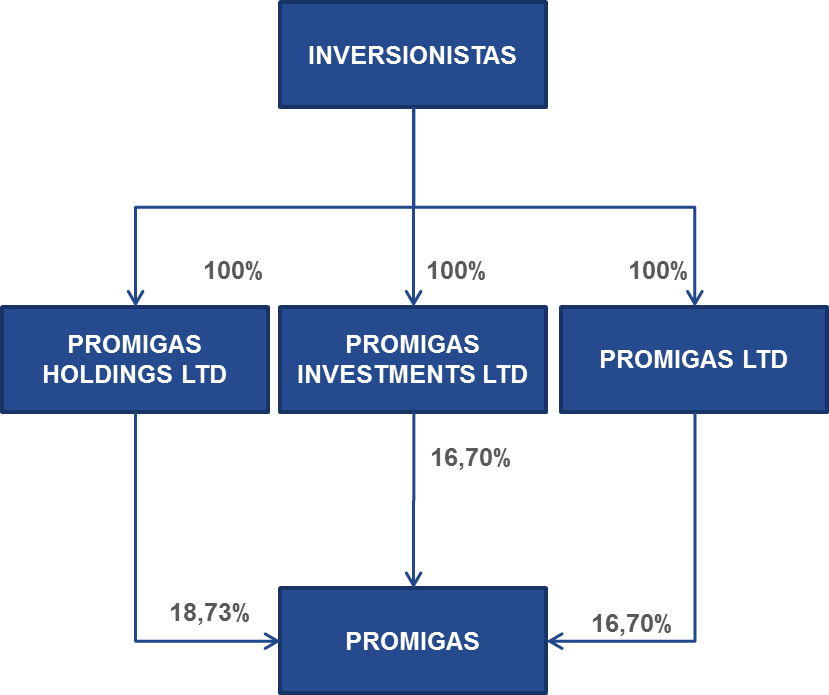 INVERSIONISTAS
100%
100%
100%
PROMIGAS
HOLDINGS LTD
PROMIGAS
INVESTMENTS LTD
PROMIGAS LTD
16,70%
18,73%
16,70%
PROMIGAS